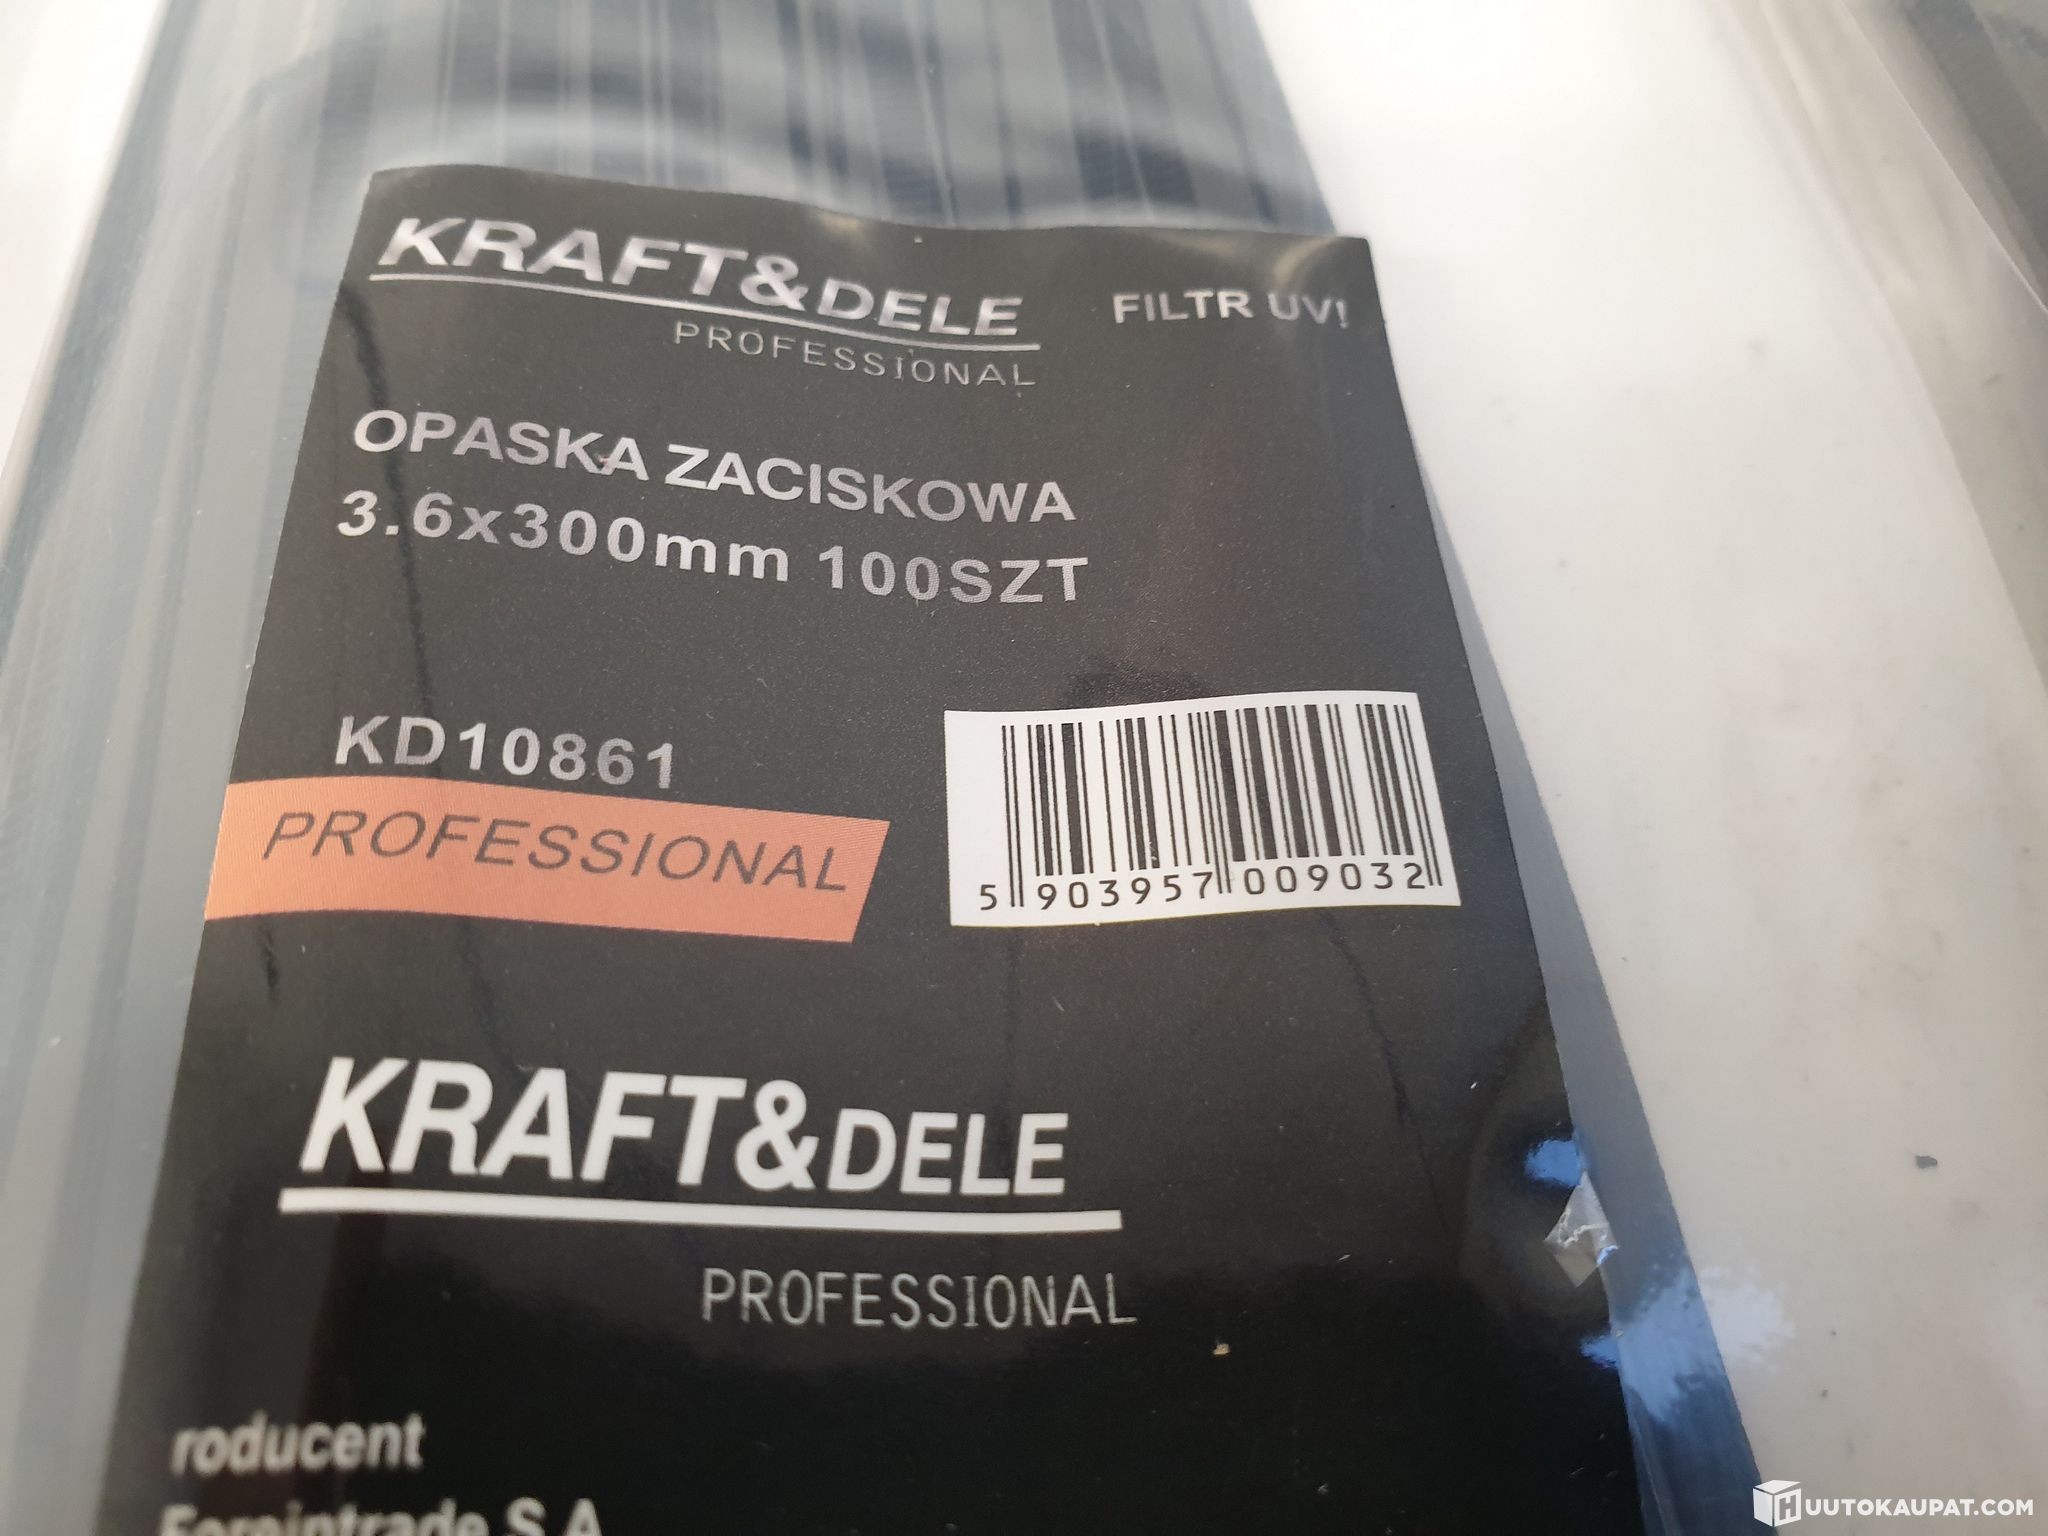 KRAFT&DELE
PROFESSIONAL
FILTR UV!
OPASKA ZACISKOWA
3.6x300mm 100SZT
KD10861
PROFESSIONAL
5 903957 009032
KRAFT&DELE
PROFESSIONAL
roducent
Foreintrade S.A
HUUTOKAUPAT.COM